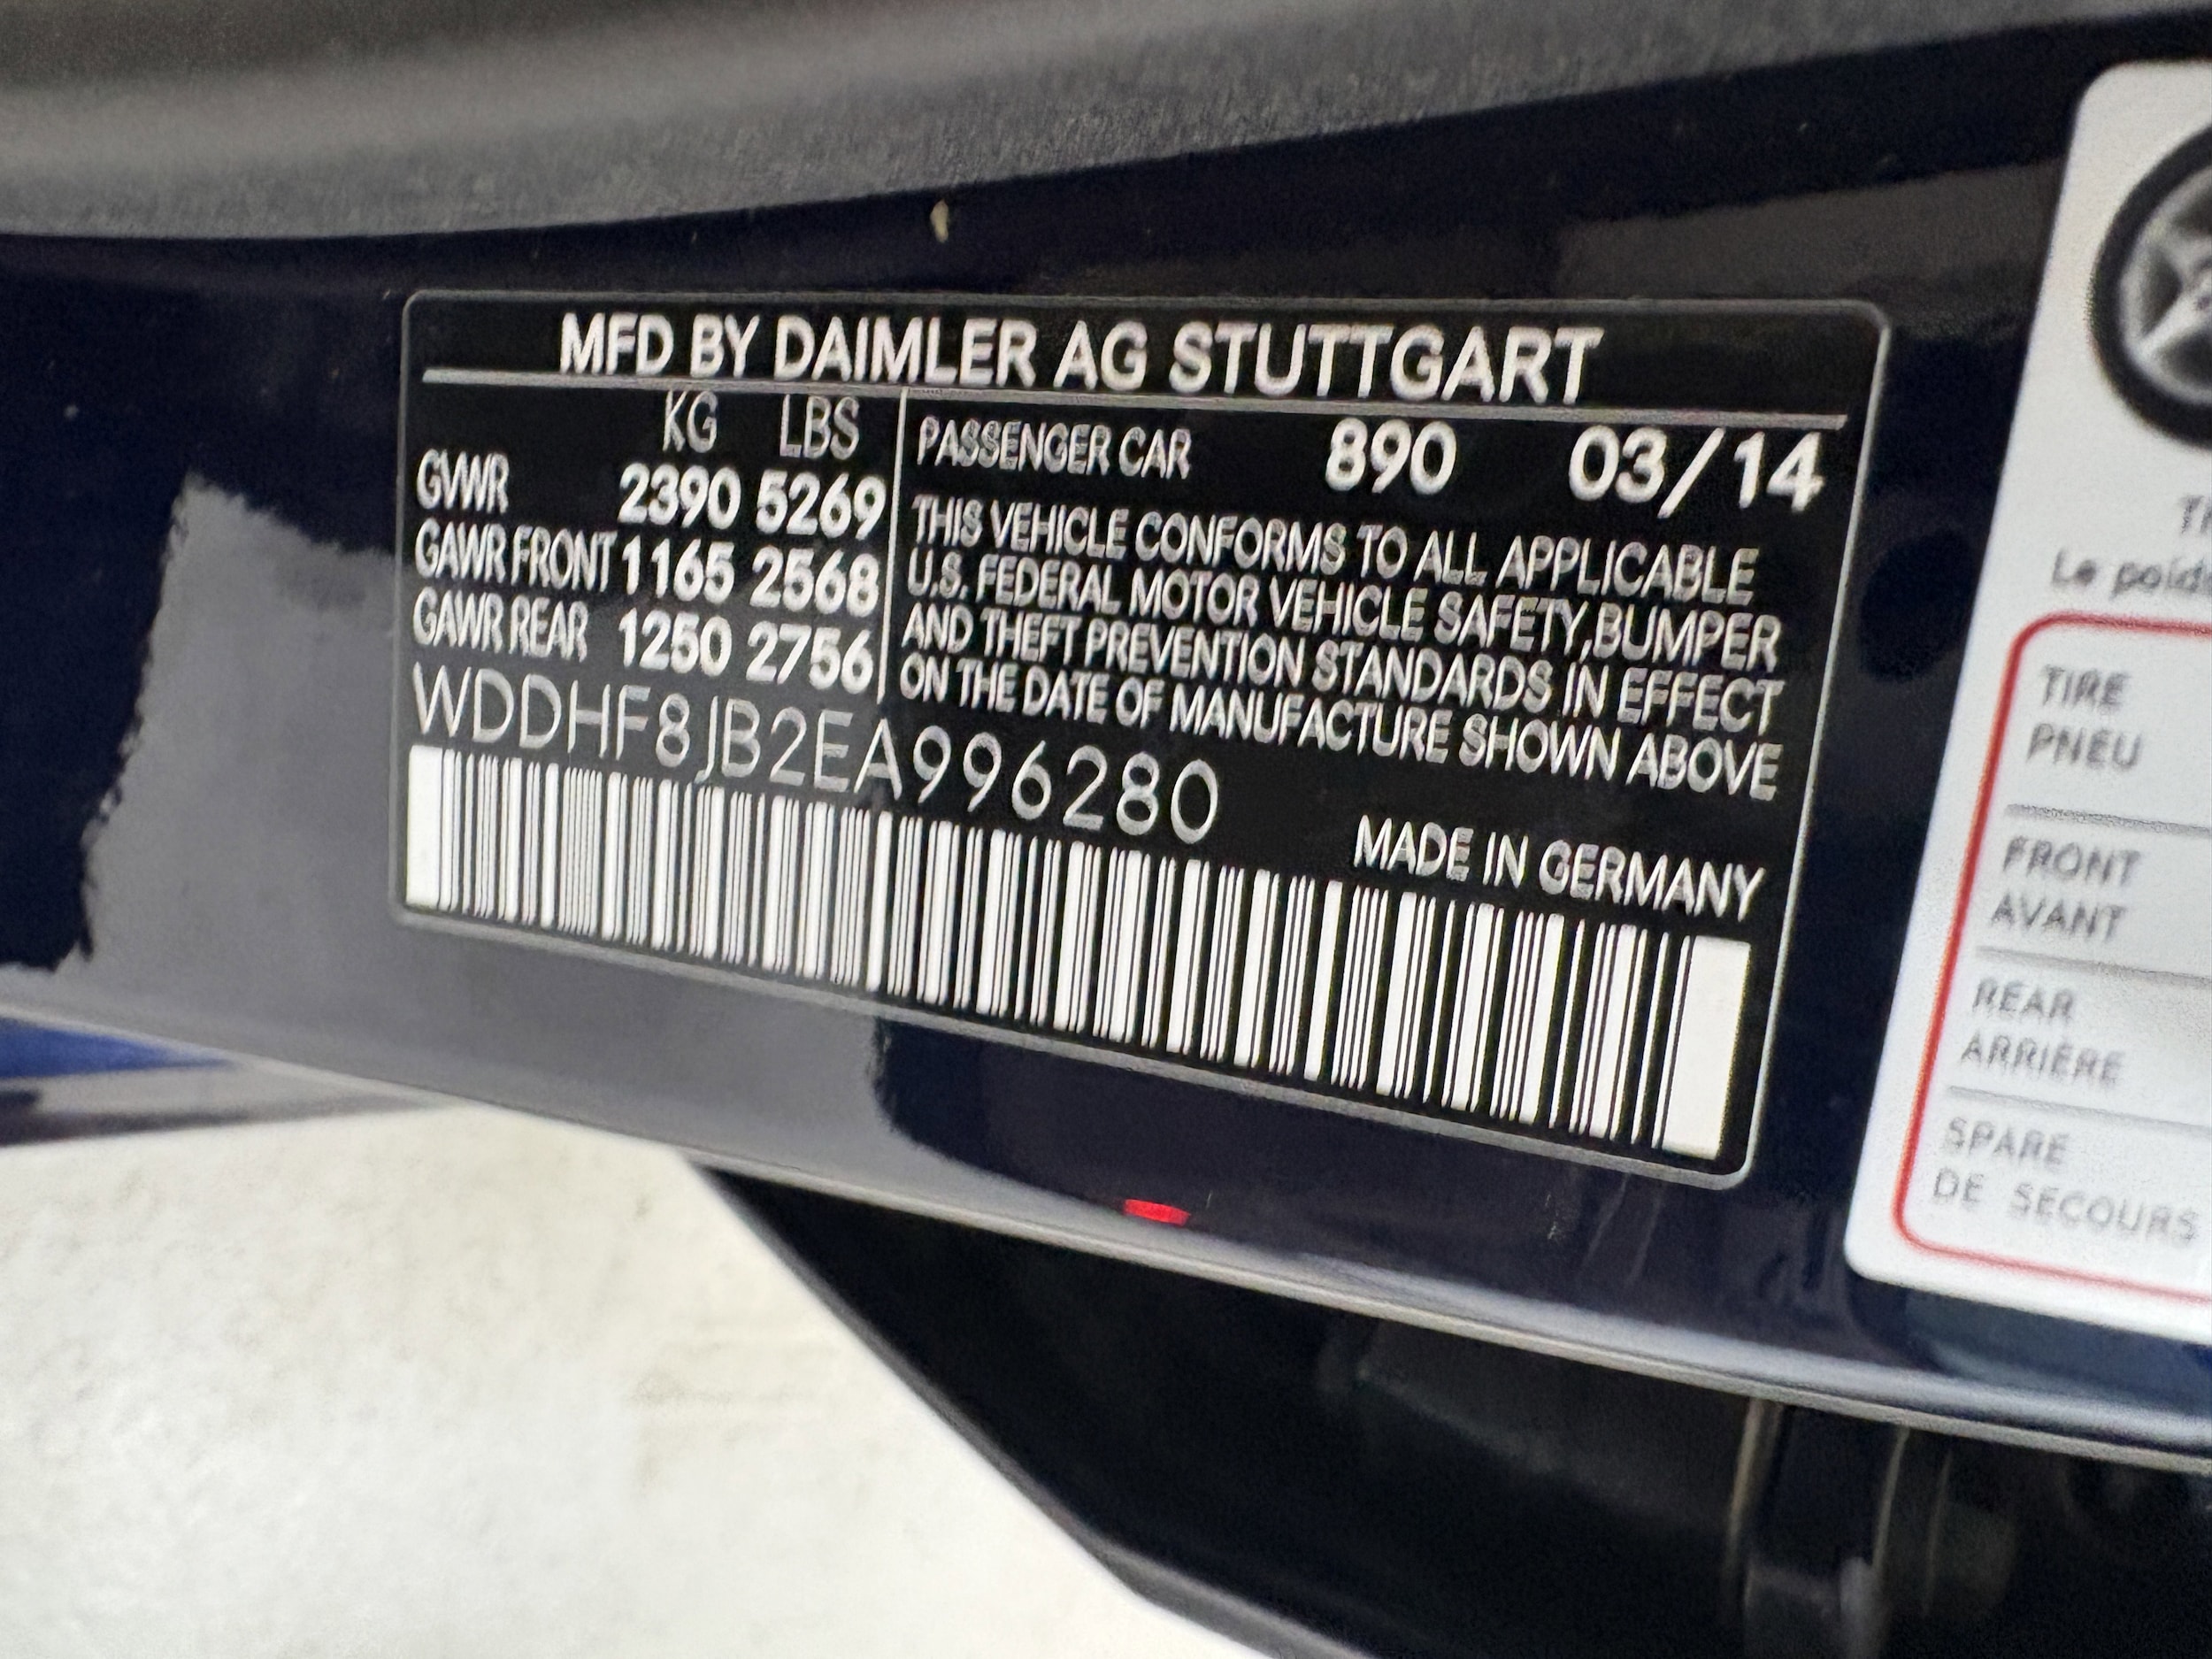 MFD BY DAIMLER AG STUTTGART
KG LBS
GVWR 2390 5269
GAWR FRONT 1165 2568
GAWR REAR 1250 2756
PASSENGER CAR 890 03/14
THIS VEHICLE CONFORMS TO ALL APPLICABLE
U.S. FEDERAL MOTOR VEHICLE SAFETY,BUMPER
AND THEFT PREVENTION STANDARDS IN EFFECT
ON THE DATE OF MANUFACTURE SHOWN ABOVE
WDDHF8JB2EA996280
MADE IN GERMANY
Le
TIRE
PNEU
FRONT
AVANT
REAR
ARRIÈRE
SPARE
DE SECOURS